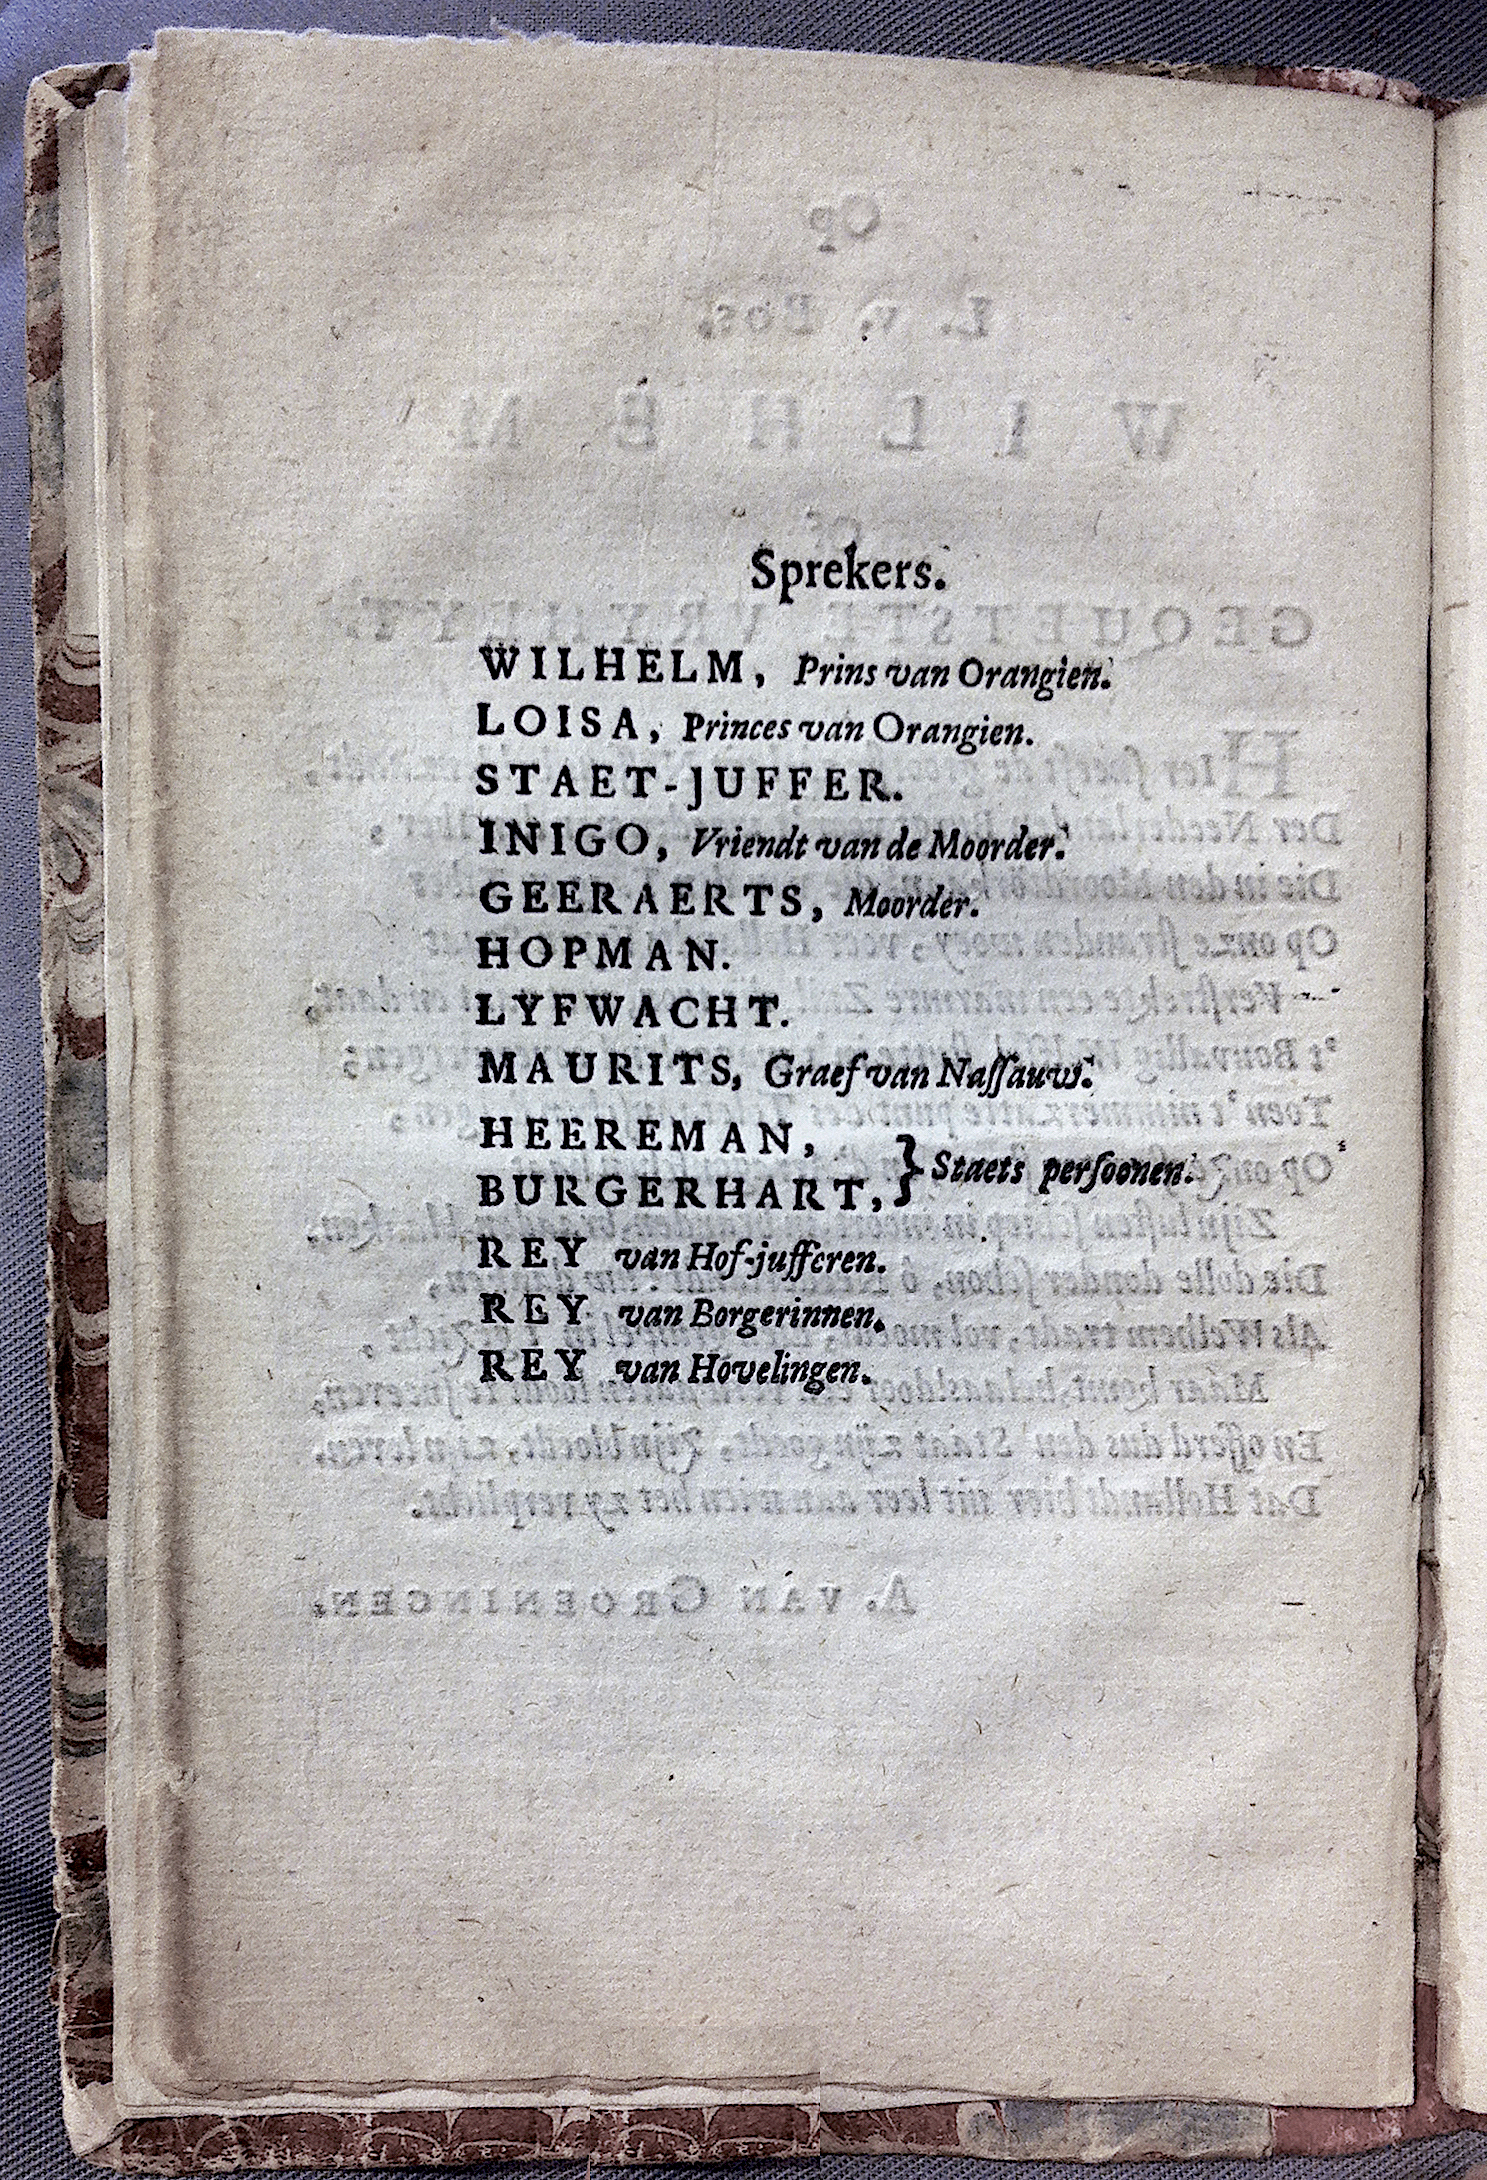 Sprekers.
WILHELM, Prins van Orangien.
LOISA, Princes van Orangien.
STAET-JUFFER.
INIGO, Vriendt van de Moorder.
GEERAERTS, Moorder.
HOPMAN.
LYFWACHT.
MAURITS, Graef van Naſſauw.
HEEREMAN,
BURGERHART, } Staets perſoonen.
REY van Hof-jufferen.
REY van Borgerinnen.
REY van Hovelingen.